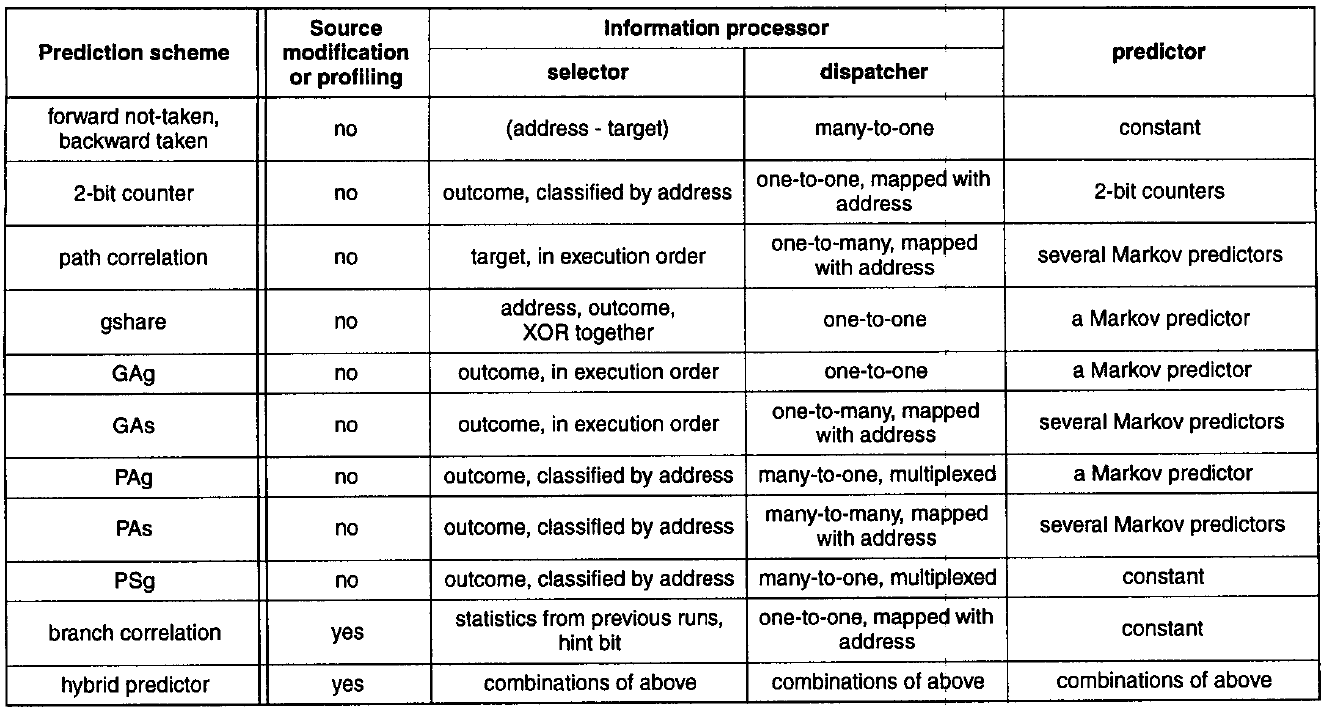 Prediction scheme
Source
modification
or profiling
Information processor
selector
dispatcher
predictor
forward not-taken,
backward taken
no
(address - target)
many-to-one
constant
2-bit counter
no
outcome, classified by address
one-to-one, mapped with
address
2-bit counters
path correlation
no
target, in execution order
one-to-many, mapped
with address
several Markov predictors
gshare
no
address, outcome,
XOR together
one-to-one
a Markov predictor
GAg
no
outcome, in execution order
one-to-one
a Markov predictor
GAs
no
outcome, in execution order
one-to-many, mapped
with address
several Markov predictors
PAg
no
outcome, classified by address
many-to-one, multiplexed
a Markov predictor
PAs
no
outcome, classified by address
many-to-many, mapped
with address
several Markov predictors
PSg
no
outcome, classified by address
many-to-one, multiplexed
constant
branch correlation
yes
statistics from previous runs,
hint bit
one-to-one, mapped with
address
constant
hybrid predictor
yes
combinations of above
combinations of above
combinations of above